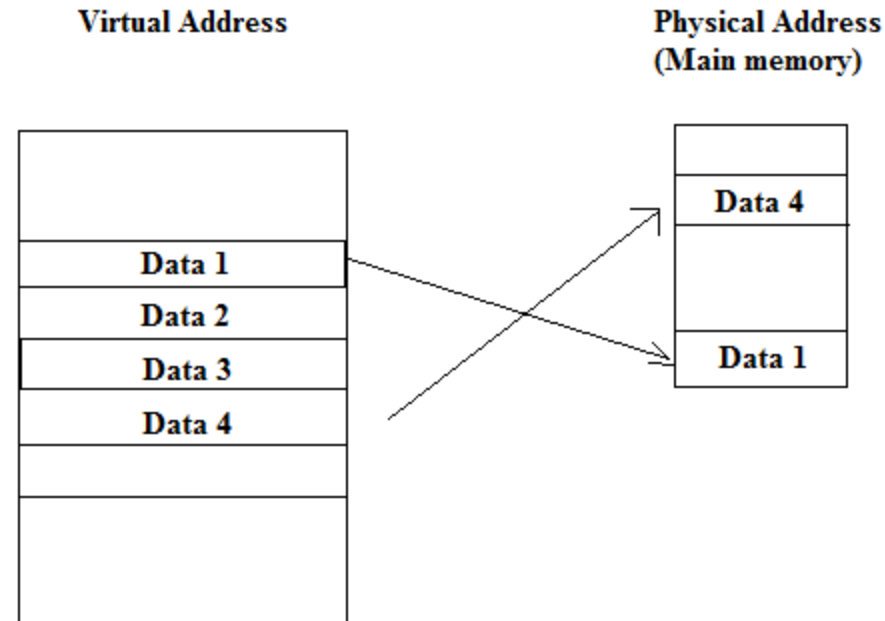 Virtual Address
Physical Address
(Main memory)
Data 1
Data 2
Data 3
Data 4
Data 4
Data 1